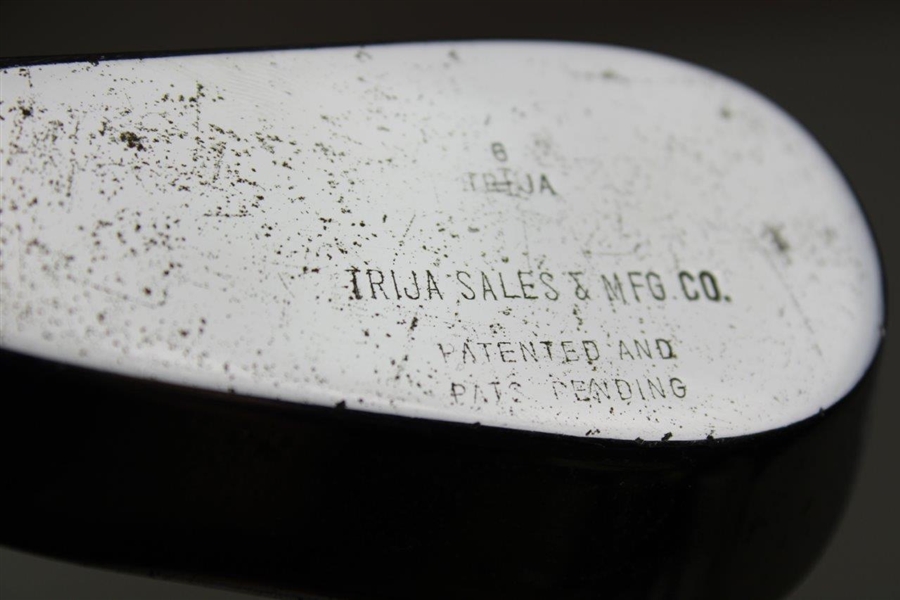 8
TRIJA
TRIJA SALES & MFG. CO.
PATENTED AND
PATS PENDING